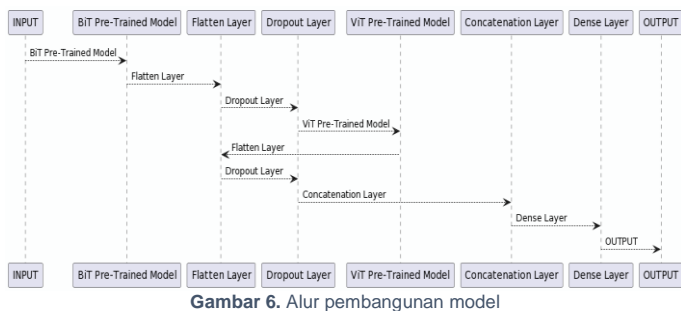 INPUT BiT Pre-Trained Model Flatten Layer Dropout Layer ViT Pre-Trained Model Concatenation Layer Dense Layer OUTPUT
BiT Pre-Trained Model
Flatten Layer
Dropout Layer
ViT Pre-Trained Model
Flatten Layer
Dropout Layer
Concatenation Layer
Dense Layer
OUTPUT
INPUT BiT Pre-Trained Model Flatten Layer Dropout Layer ViT Pre-Trained Model Concatenation Layer Dense Layer OUTPUT
Gambar 6. Alur pembangunan model